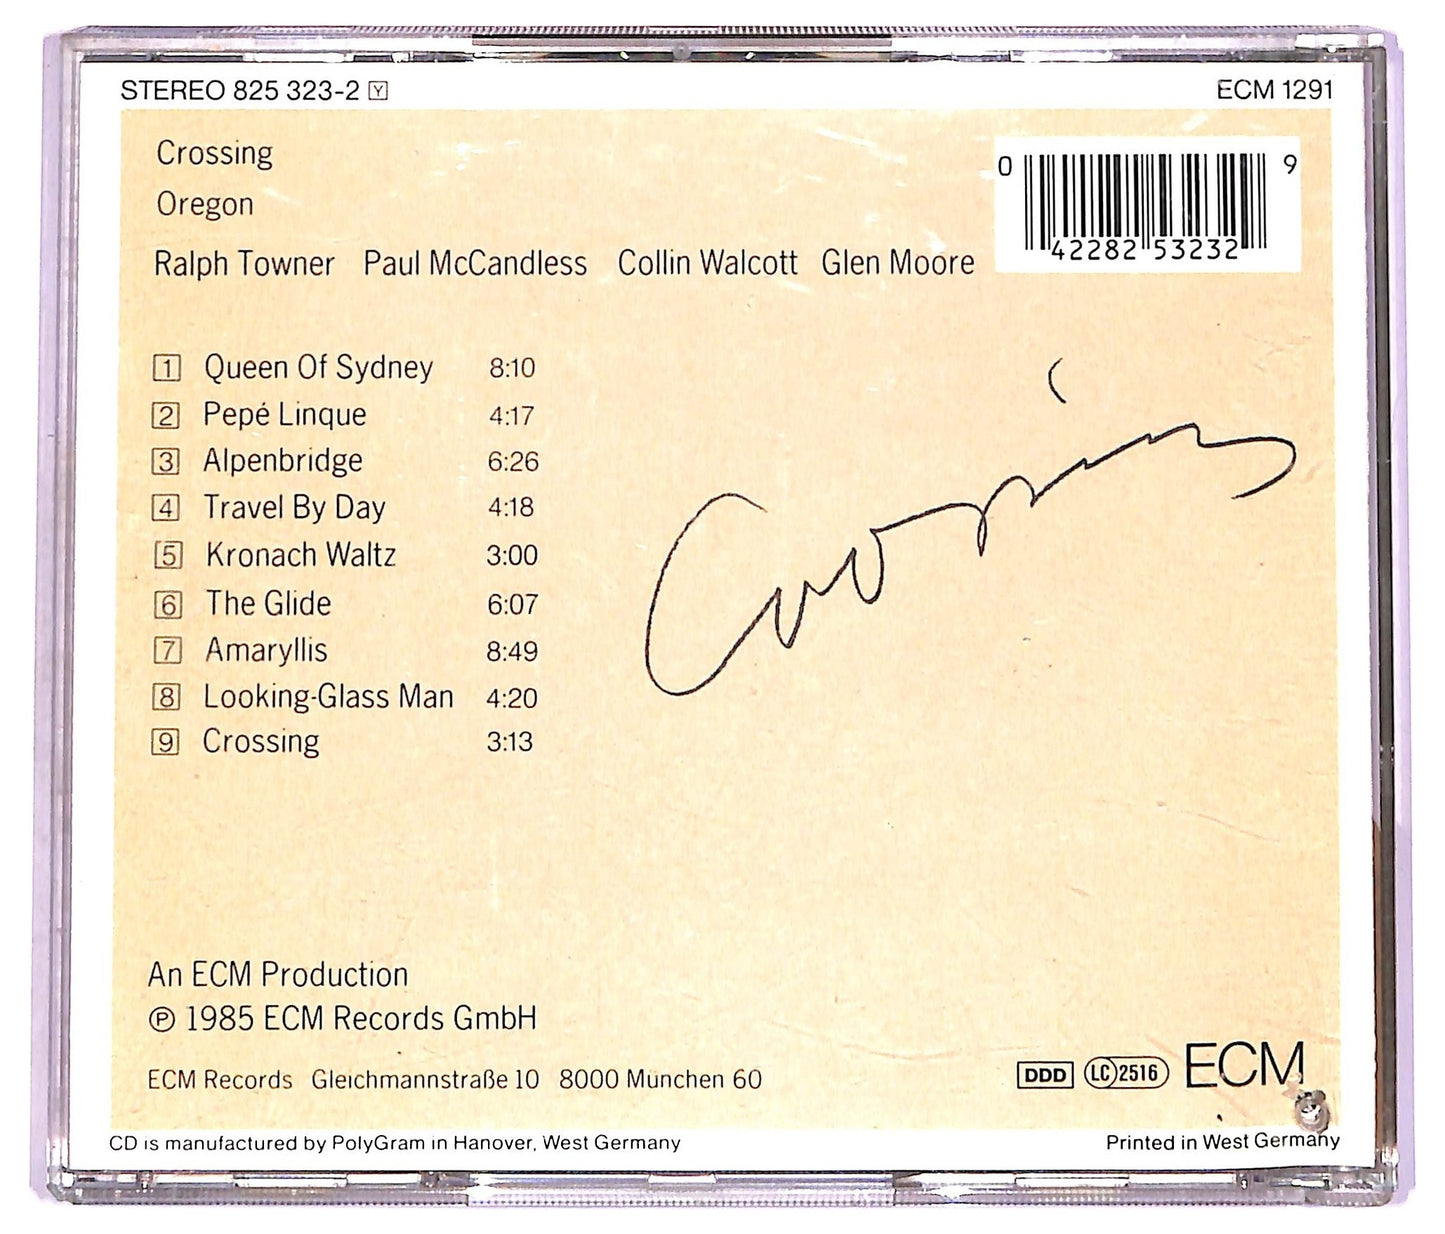 STEREO 825 323-2 Y
ECM 1291
Crossing
Oregon
Ralph Towner Paul McCandless Collin Walcott Glen Moore
0 42282 53232 9
1 Queen Of Sydney 8:10
2 Pepé Linque 4:17
3 Alpenbridge 6:26
4 Travel By Day 4:18
5 Kronach Waltz 3:00
6 The Glide 6:07
7 Amaryllis 8:49
8 Looking-Glass Man 4:20
9 Crossing 3:13
An ECM Production
℗ 1985 ECM Records GmbH
ECM Records Gleichmannstraße 10 8000 München 60
DDD LC 2516 ECM
CD is manufactured by PolyGram in Hanover, West Germany
Printed in West Germany